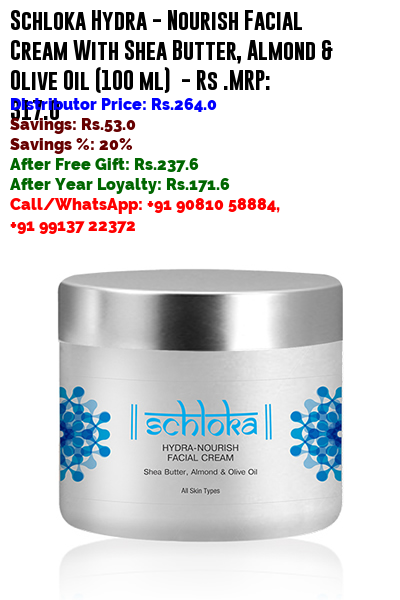 Schloka Hydra - Nourish Facial
Cream With Shea Butter, Almond &
Olive Oil (100 ml) - Rs .MRP:
317.0
Distributor Price: Rs.264.0
Savings: Rs.53.0
Savings %: 20%
After Free Gift: Rs.237.6
After Year Loyalty: Rs.171.6
Call/WhatsApp: +91 90810 58884,
+91 99137 22372
schloka
HYDRA-NOURISH
FACIAL CREAM
Shea Butter, Almond & Olive Oil
All Skin Types